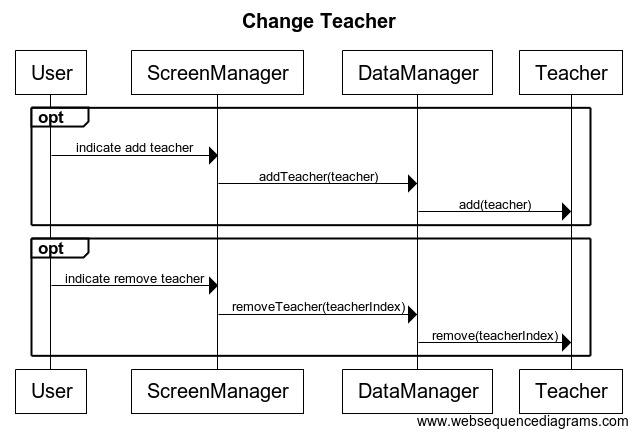 Change Teacher
User ScreenManager DataManager Teacher
opt
indicate add teacher
addTeacher(teacher)
add(teacher)
opt
indicate remove teacher
removeTeacher(teacherIndex)
remove(teacherIndex)
User ScreenManager DataManager Teacher
www.websequencediagrams.com